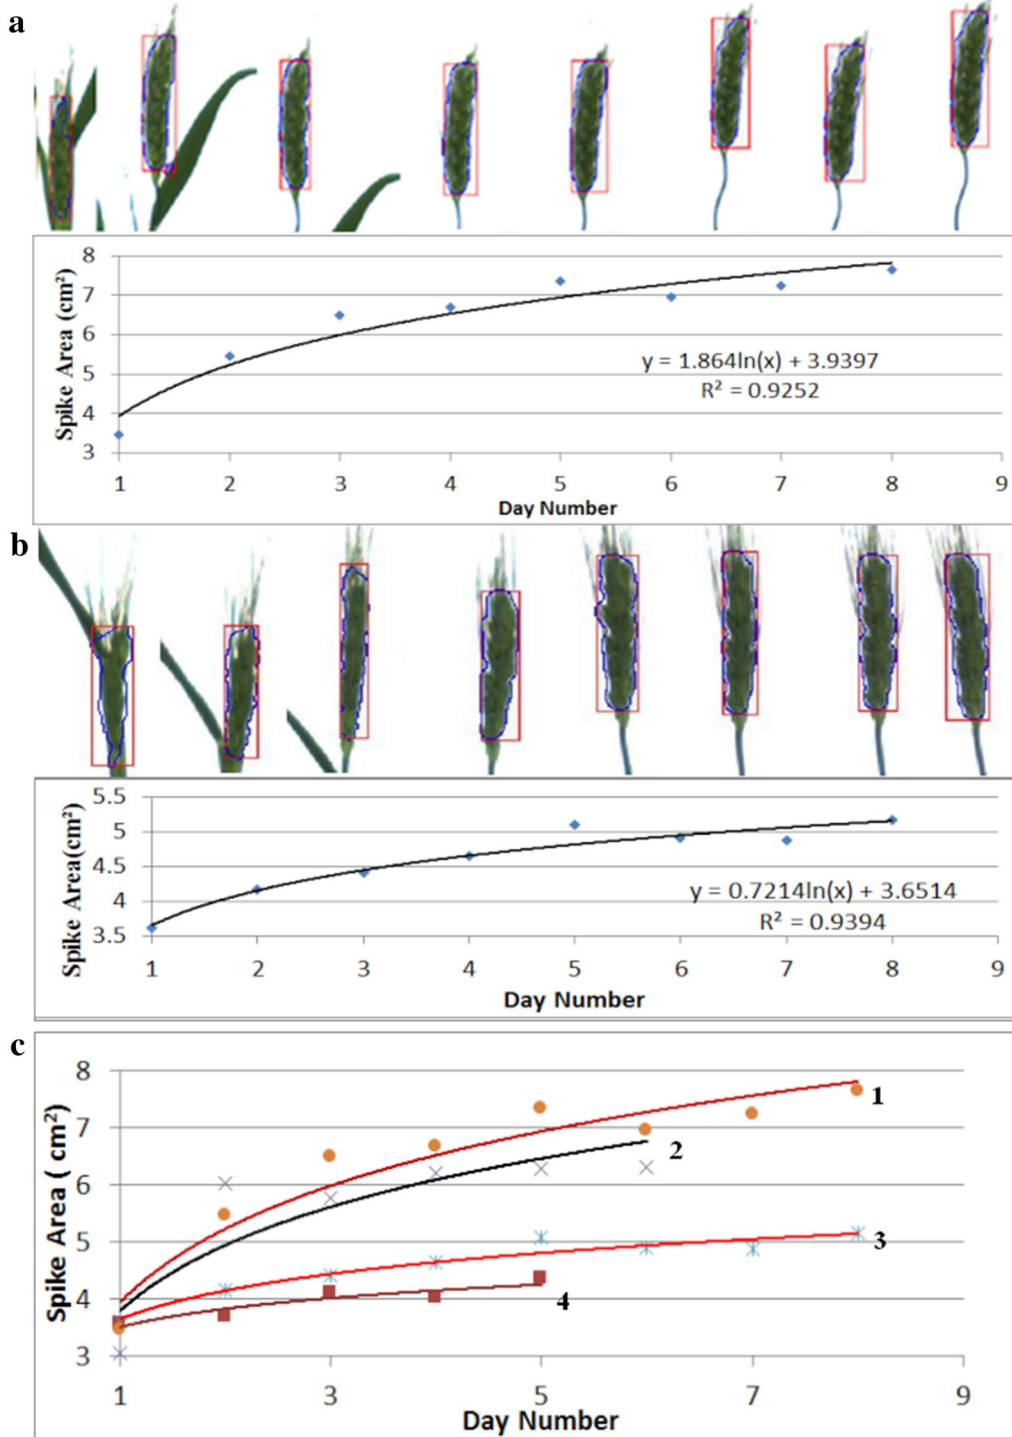 a
8
7
6
5
4
3
Spike Area (cm²)
y = 1.864ln(x) + 3.9397
R² = 0.9252
1 2 3 4 5 6 7 8 9
Day Number
b
5.5
5
4.5
4
3.5
Spike Area(cm²)
y = 0.7214ln(x) + 3.6514
R² = 0.9394
1 2 3 4 5 6 7 8 9
Day Number
c
8
7
6
5
4
3
Spike Area ( cm²)
1
2
3
4
1 3 5 7 9
Day Number